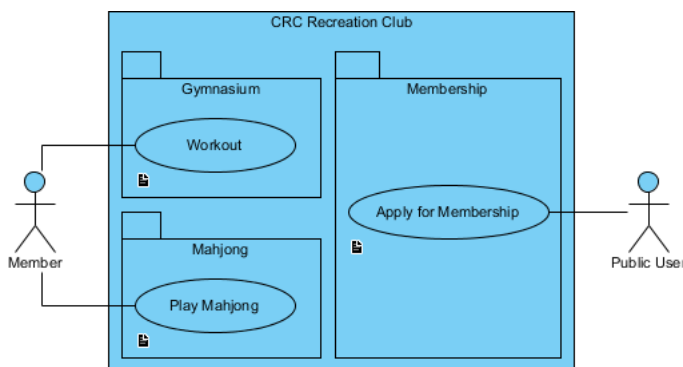 CRC Recreation Club
Gymnasium
Workout
Membership
Apply for Membership
Mahjong
Play Mahjong
Member
Public User